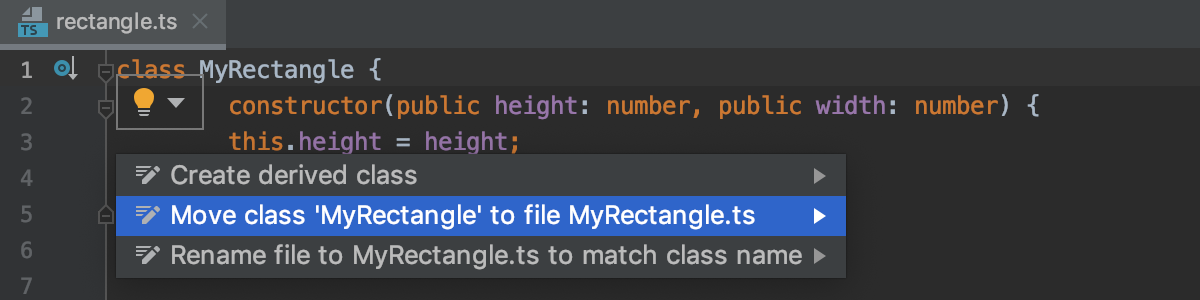 TS rectangle.ts
1 class MyRectangle {
2 constructor(public height: number, public width: number) {
3 this.height = height;
4 Create derived class
5 Move class 'MyRectangle' to file MyRectangle.ts
6 Rename file to MyRectangle.ts to match class name
7